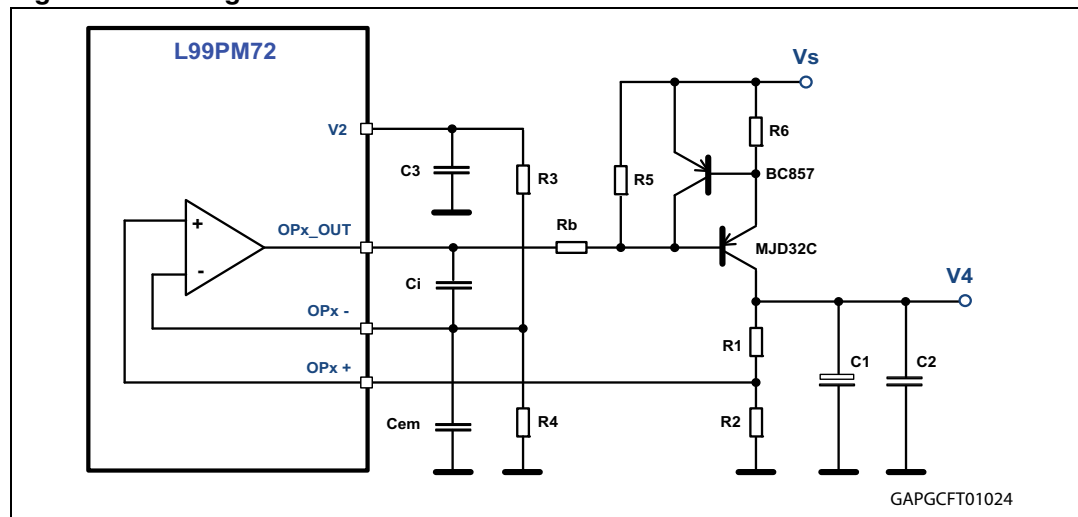 L99PM72
Vs
V2
R6
C3
R3
R5
BC857
OPx_OUT
Rb
+
MJD32C
-
Ci
V4
OPx -
R1
C1
C2
OPx +
Cem
R4
R2
GAPGCFT01024